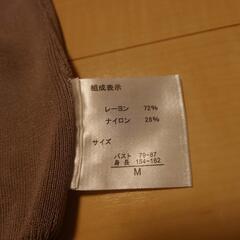 組成表示
レーヨン 72%
ナイロン 28%
サイズ
バスト 79-87
身長 154-162
M